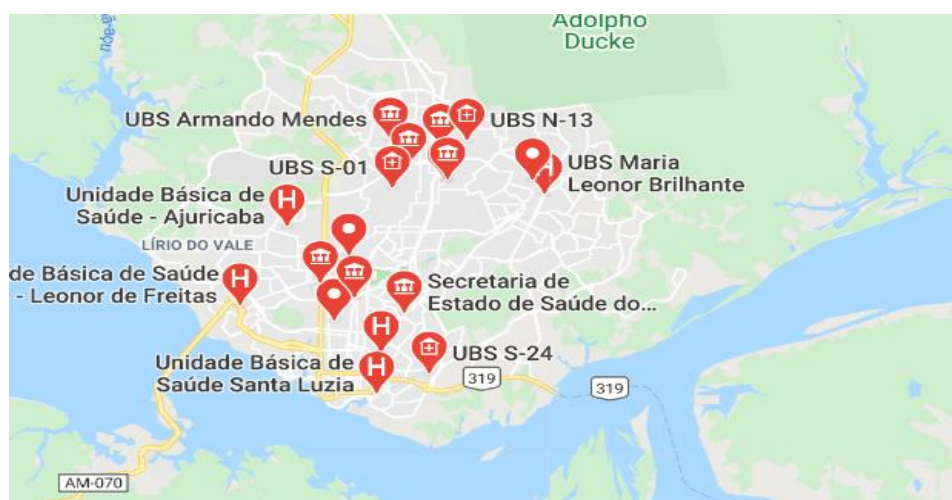 Adolpho
Ducke
UBS Armando Mendes
UBS N-13
UBS S-01
UBS Maria
Leonor Brilhante
Unidade Básica de
Saúde - Ajuricaba
LÍRIO DO VALE
de Básica de Saúde
- Leonor de Freitas
Secretaria de
Estado de Saúde do...
UBS S-24
Unidade Básica de
Saúde Santa Luzia
319
319
AM-070
H
H
H
H
H